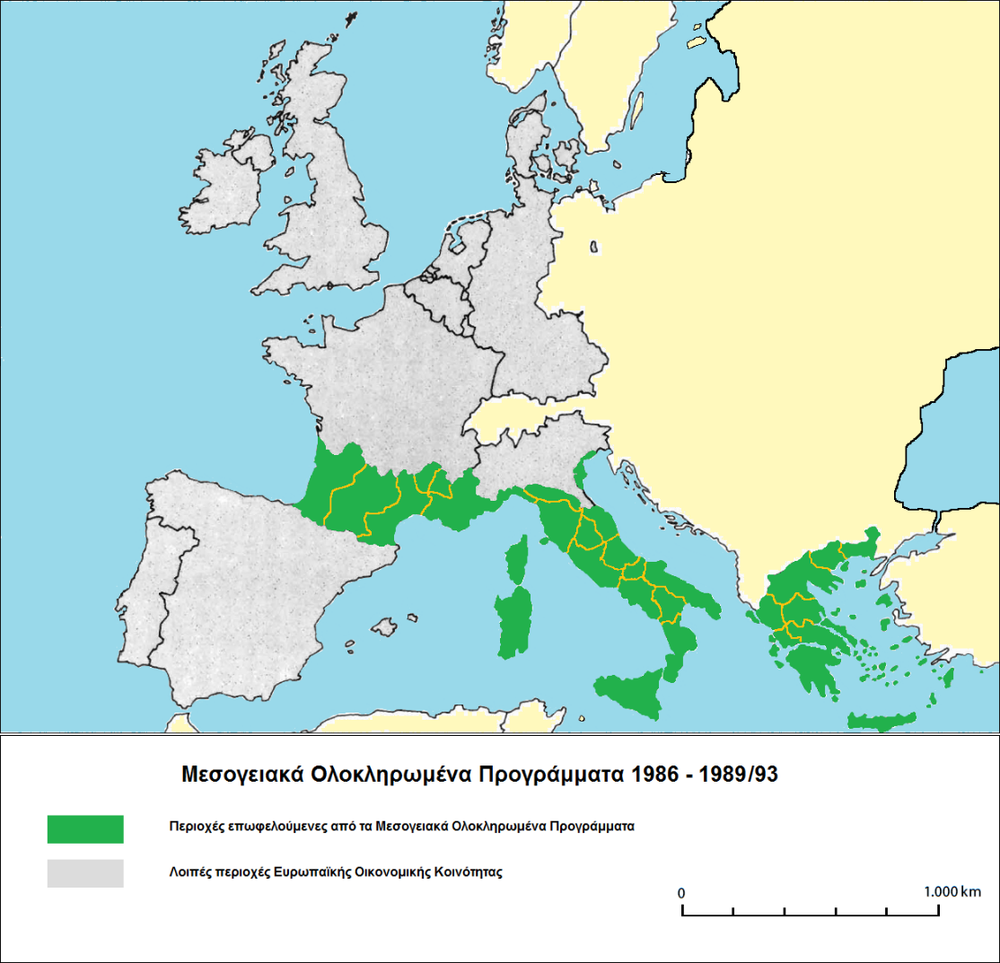 Μεσογειακά Ολοκληρωμένα Προγράμματα 1986 - 1989/93
Περιοχές επωφελούμενες από τα Μεσογειακά Ολοκληρωμένα Προγράμματα
Λοιπές περιοχές Ευρωπαϊκής Οικονομικής Κοινότητας
0 1.000 km